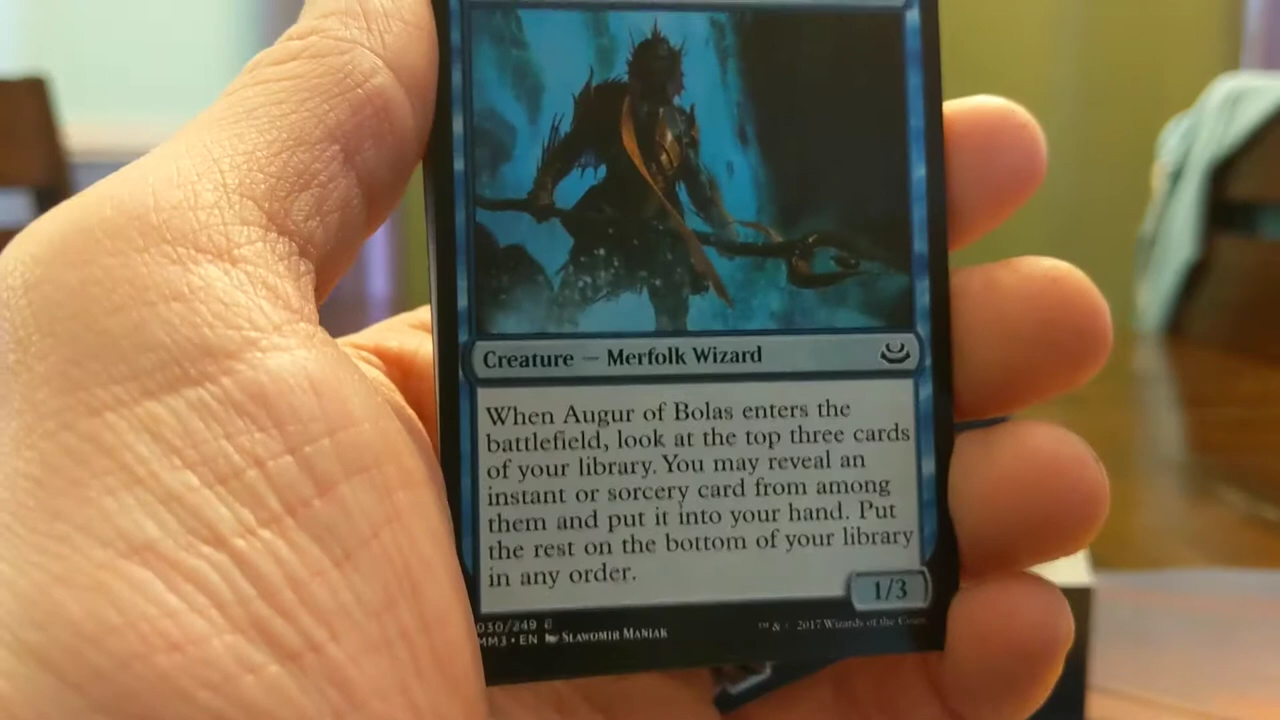 Creature — Merfolk Wizard
When Augur of Bolas enters the
battlefield, look at the top three cards
of your library. You may reveal an
instant or sorcery card from among
them and put it into your hand. Put
the rest on the bottom of your library
in any order.
1/3
030/249 C
MM3 • EN SLAWOMIR MANIAK
™ & © 2017 Wizards of the Coast